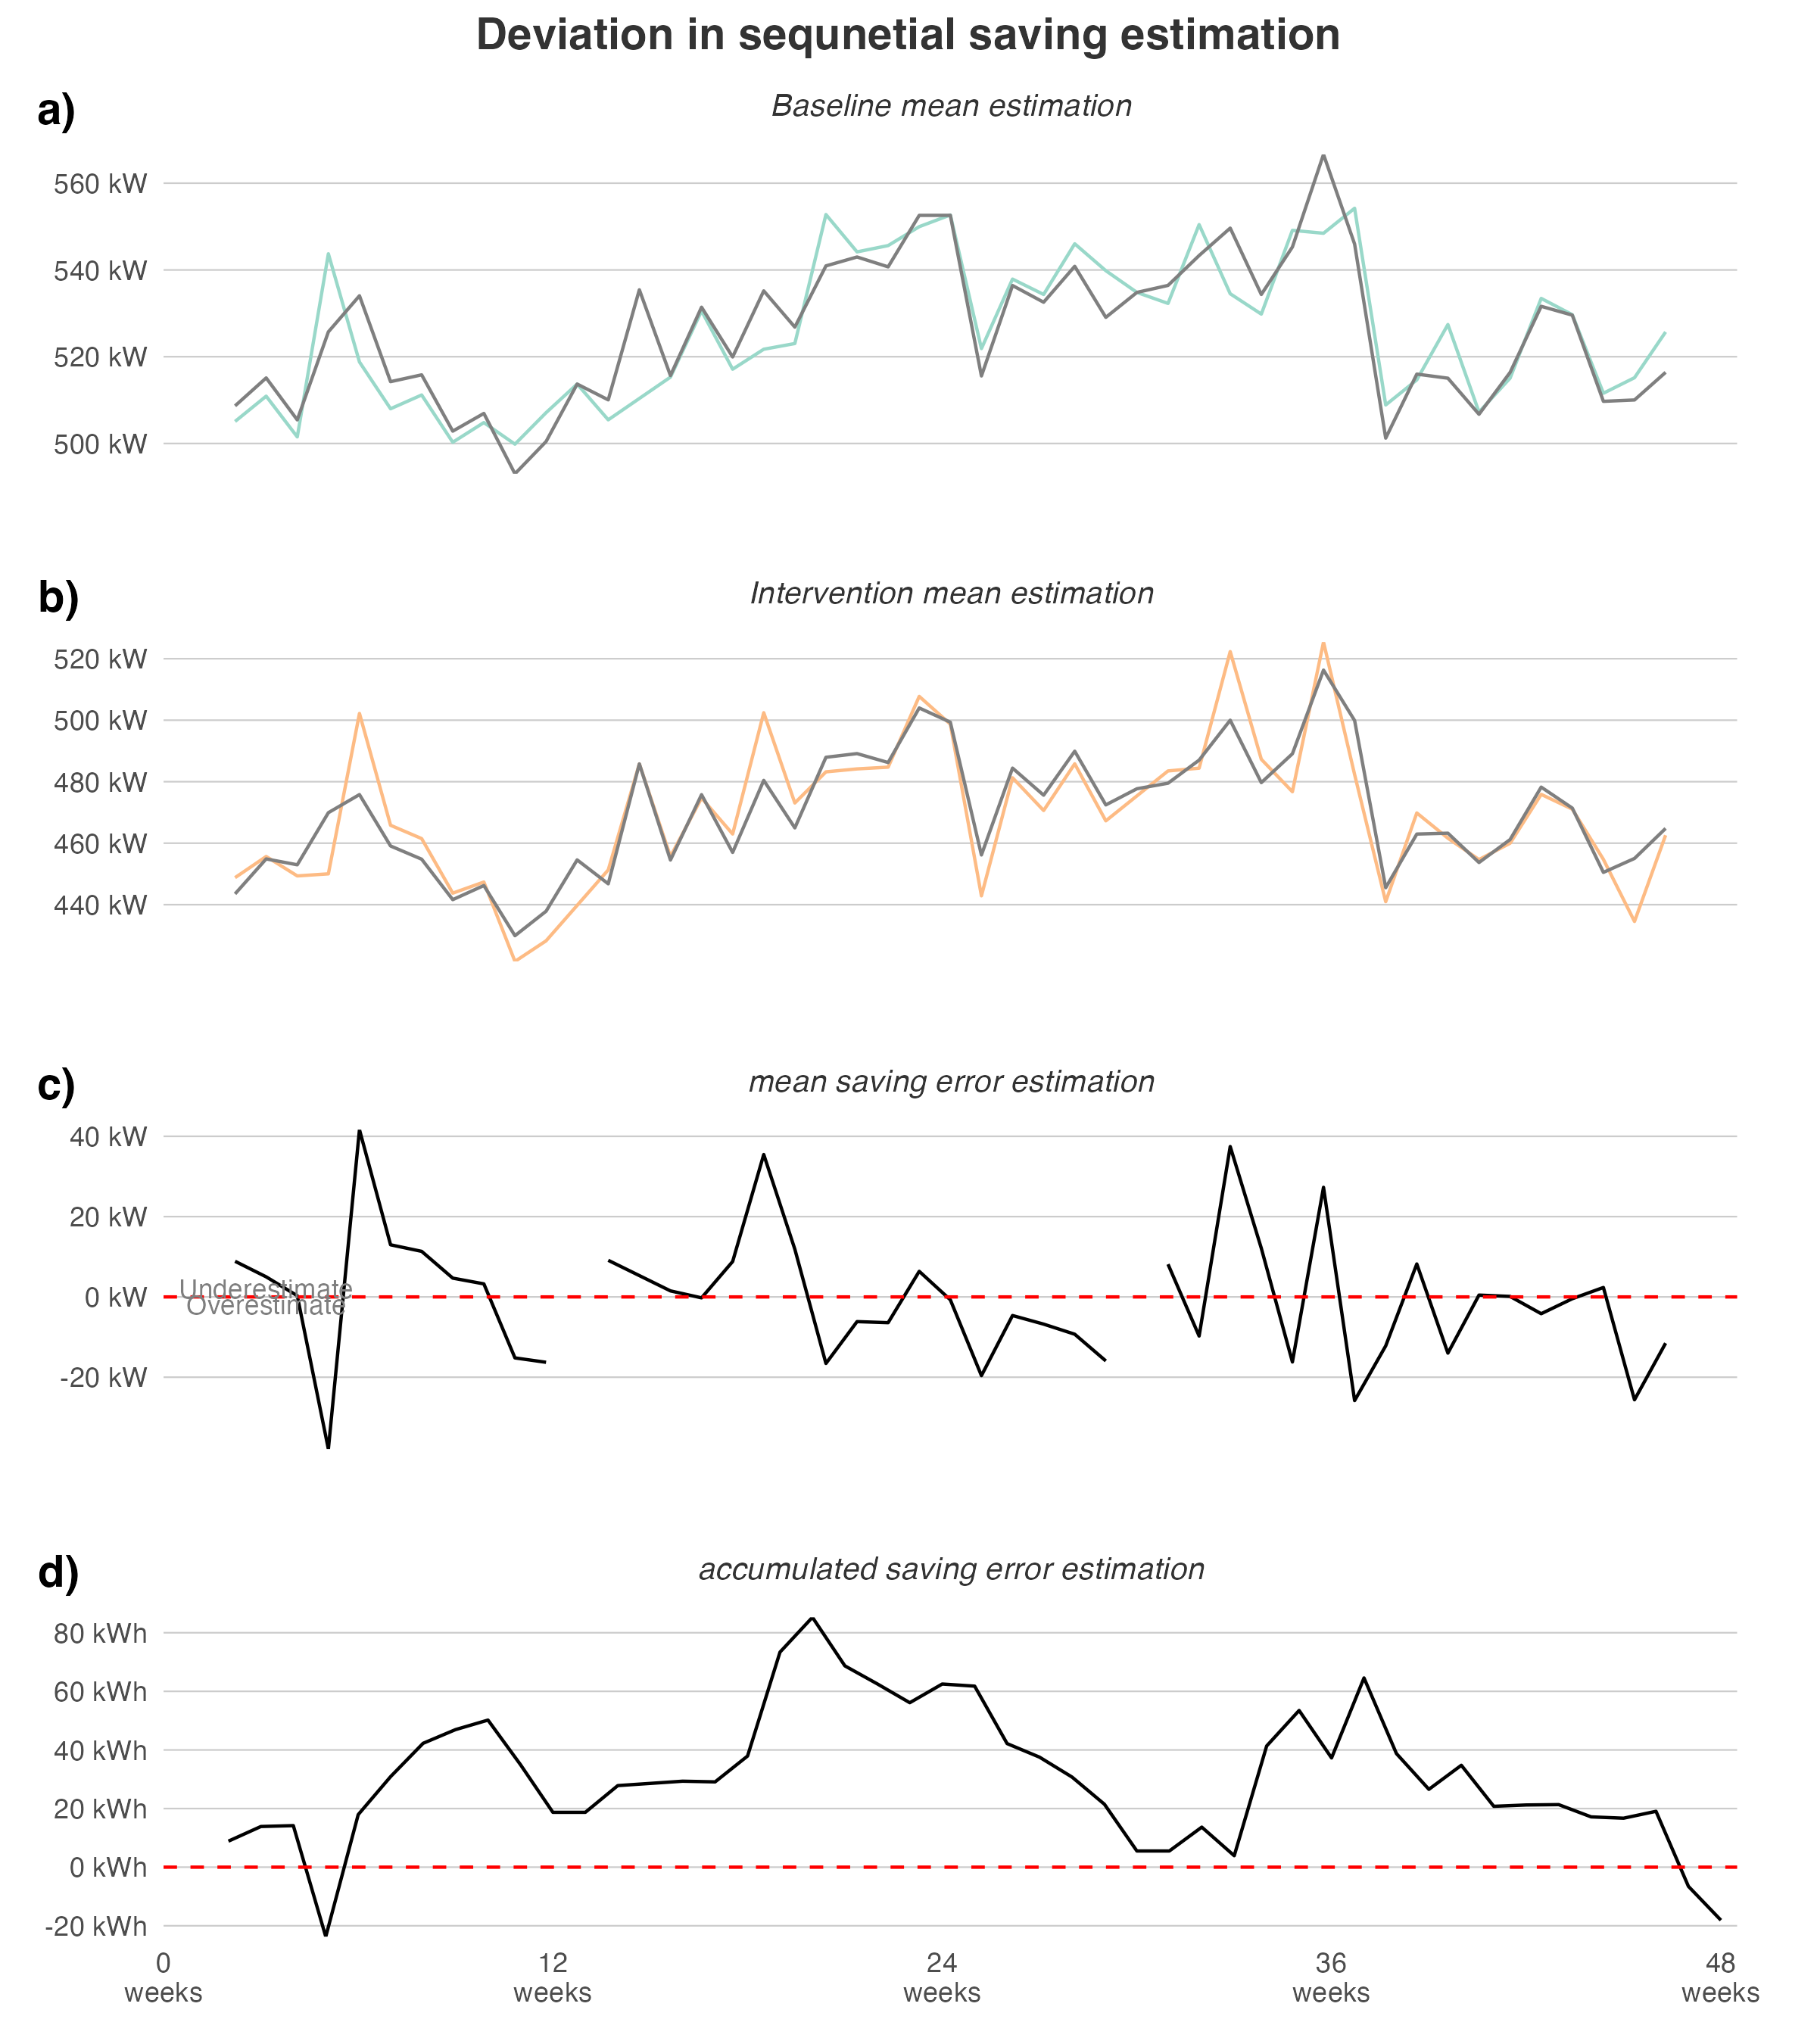 Deviation in sequnetial saving estimation
a)
Baseline mean estimation
560 kW
540 kW
520 kW
500 kW
b)
Intervention mean estimation
520 kW
500 kW
480 kW
460 kW
440 kW
c)
mean saving error estimation
40 kW
20 kW
Underestimate
0 kW
Overestimate
-20 kW
d)
accumulated saving error estimation
80 kWh
60 kWh
40 kWh
20 kWh
0 kWh
-20 kWh
0 12 24 36 48
weeks weeks weeks weeks weeks